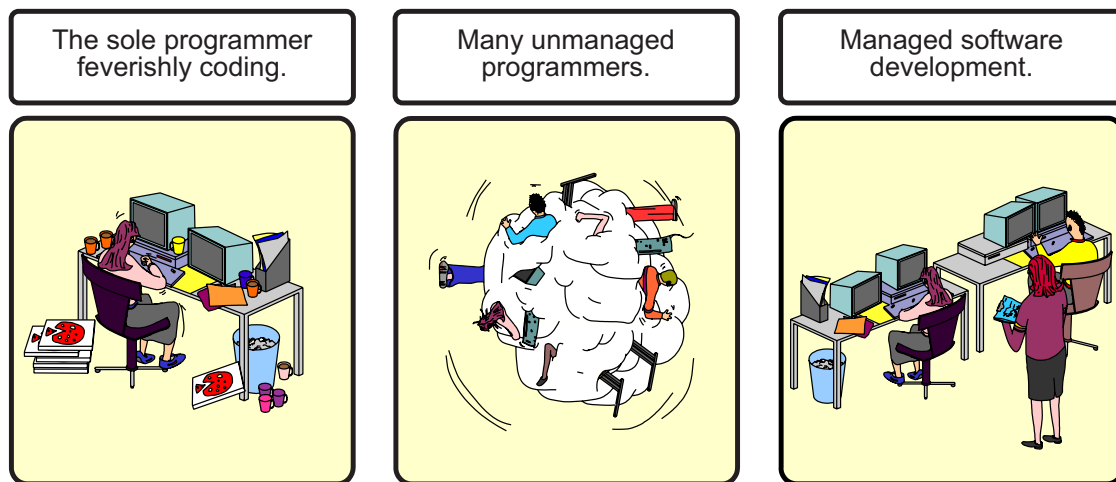 The sole programmer
feverishly coding.
Many unmanaged
programmers.
Managed software
development.